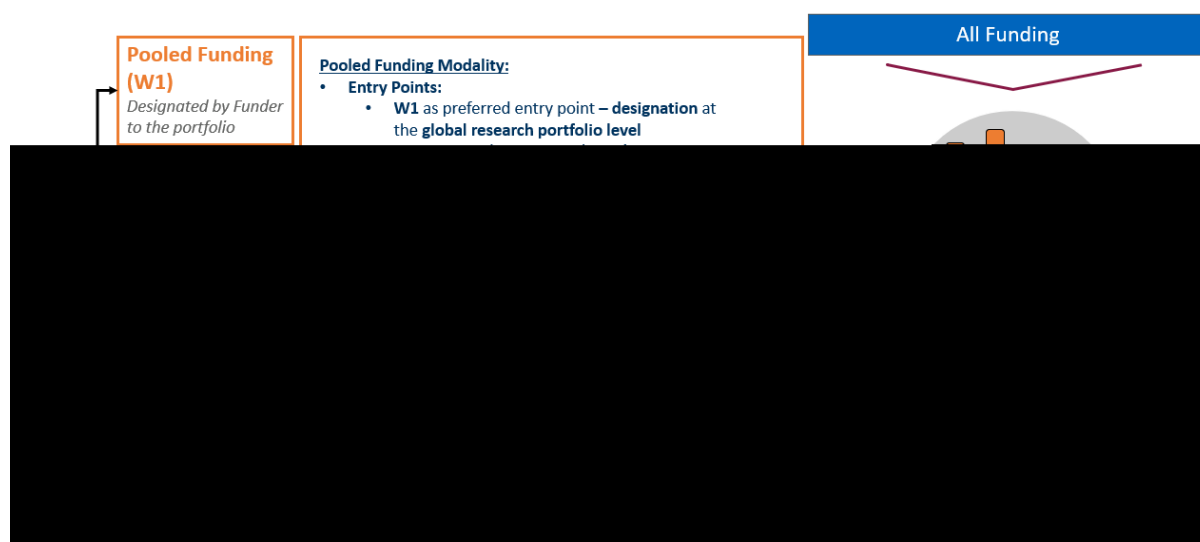 Pooled Funding
(W1)
Designated by Funder
to the portfolio
Pooled Funding Modality:
• Entry Points:
• W1 as preferred entry point – designation at
the global research portfolio level
All Funding